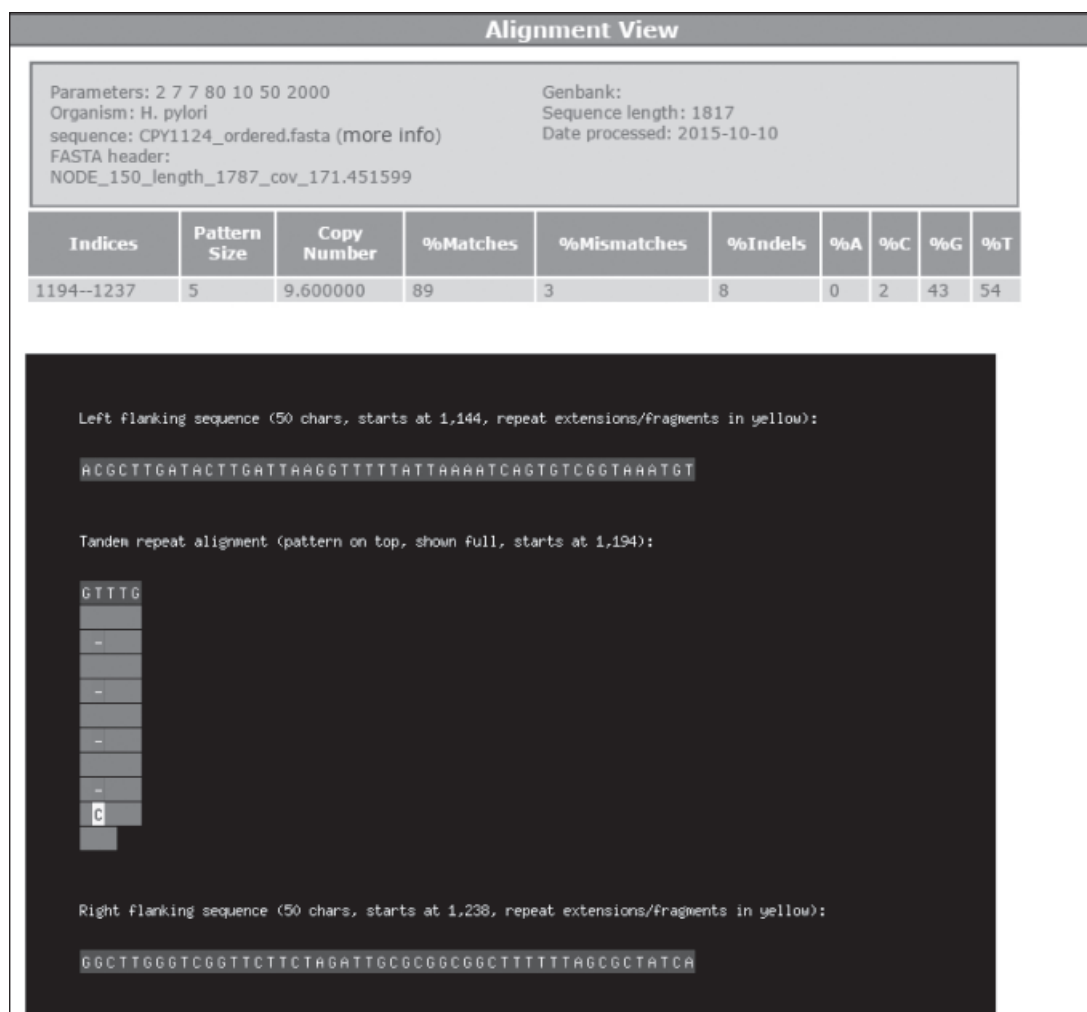 Alignment View
Parameters: 2 7 7 80 10 50 2000
Organism: H. pylori
sequence: CPY1124_ordered.fasta (more info)
FASTA header:
NODE_150_length_1787_cov_171.451599
Genbank:
Sequence length: 1817
Date processed: 2015-10-10
Indices Pattern Size Copy Number %Matches %Mismatches %Indels %A %C %G %T
1194--1237 5 9.600000 89 3 8 0 2 43 54
Left flanking sequence (50 chars, starts at 1,144, repeat extensions/fragments in yellow):
ACGCTTGATACTTGATTAAGGTTTTTATTAAAATCAGTGTCGGTAAATGT
Tandem repeat alignment (pattern on top, shown full, starts at 1,194):
GTTTG
-
-
-
-
C
Right flanking sequence (50 chars, starts at 1,238, repeat extensions/fragments in yellow):
GGCTTGGGTCGGTTCTTCTAGATTGCGCGGCGGCTTTTTTAGCGCTATCA